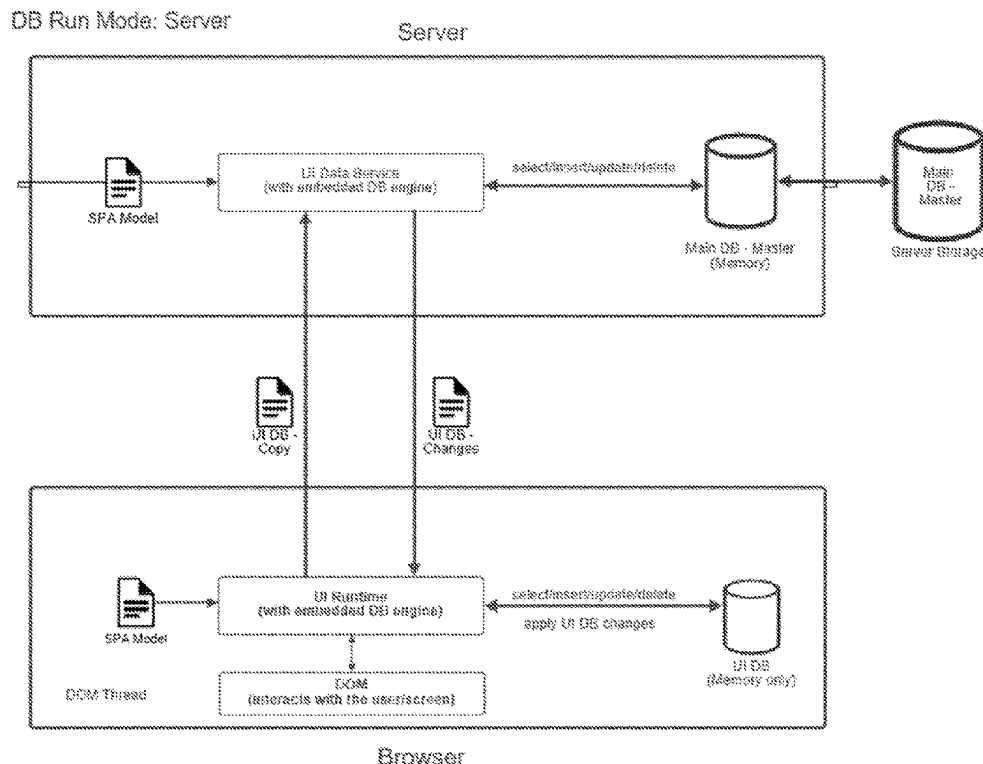 DB Run Mode: Server
Server
SPA Model
UI Data Service
(with embedded DB engine)
select/insert/update/delete
Main DB - Master
(Memory)
Main
DB -
Master
Server Storage
UI DB -
Copy
UI DB -
Changes
SPA Model
UI Runtime
(with embedded DB engine)
select/insert/update/delete
apply UI DB changes
UI DB
(Memory only)
DOM Thread
DOM
(interacts with the user/screen)
Browser